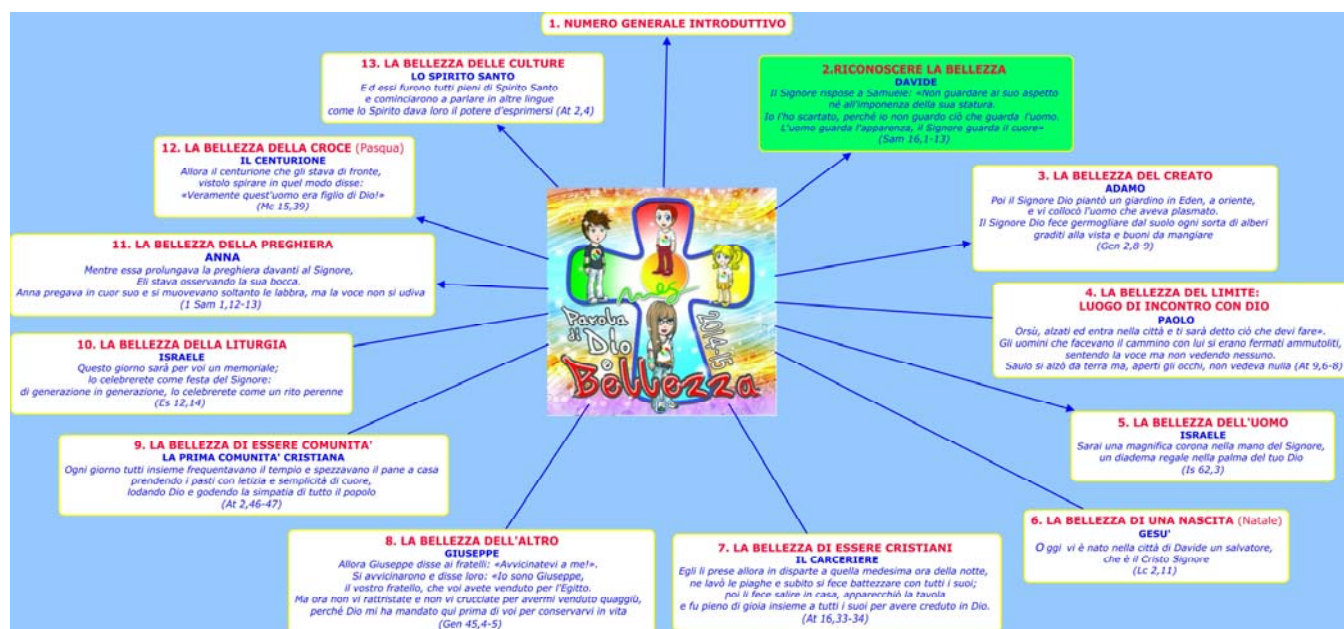 1. NUMERO GENERALE INTRODUTTIVO
2.RICONOSCERE LA BELLEZZA
DAVIDE
Il Signore rispose a Samuele: «Non guardare al suo aspetto
né all'imponenza della sua statura.
Io l'ho scartato, perché io non guardo ciò che guarda l'uomo.
L'uomo guarda l'apparenza, il Signore guarda il cuore»
(Sam 16,1-13)
3. LA BELLEZZA DEL CREATO
ADAMO
Poi il Signore Dio piantò un giardino in Eden, a oriente,
e vi collocò l'uomo che aveva plasmato.
Il Signore Dio fece germogliare dal suolo ogni sorta di alberi
graditi alla vista e buoni da mangiare
(Gen 2,8-9)
4. LA BELLEZZA DEL LIMITE:
LUOGO DI INCONTRO CON DIO
PAOLO
Orsù, alzati ed entra nella città e ti sarà detto ciò che devi fare».
Gli uomini che facevano il cammino con lui si erano fermati ammutoliti,
sentendo la voce ma non vedendo nessuno.
Saulo si alzò da terra ma, aperti gli occhi, non vedeva nulla (At 9,6-8)
5. LA BELLEZZA DELL'UOMO
ISRAELE
Sarai una magnifica corona nella mano del Signore,
un diadema regale nella palma del tuo Dio
(Is 62,3)
6. LA BELLEZZA DI UNA NASCITA (Natale)
GESU'
Oggi vi è nato nella città di Davide un salvatore,
che è il Cristo Signore
(Lc 2,11)
7. LA BELLEZZA DI ESSERE CRISTIANI
IL CARCERIERE
Egli li prese allora in disparte a quella medesima ora della notte,
ne lavò le piaghe e subito si fece battezzare con tutti i suoi;
poi li fece salire in casa, apparecchiò la tavola
e fu pieno di gioia insieme a tutti i suoi per avere creduto in Dio.
(At 16,33-34)
8. LA BELLEZZA DELL'ALTRO
GIUSEPPE
Allora Giuseppe disse ai fratelli: «Avvicinatevi a me!».
Si avvicinarono e disse loro: «Io sono Giuseppe,
il vostro fratello, che voi avete venduto per l'Egitto.
Ma ora non vi rattristate e non vi crucciate per avermi venduto quaggiù,
perché Dio mi ha mandato qui prima di voi per conservarvi in vita
(Gen 45,4-5)
9. LA BELLEZZA DI ESSERE COMUNITA'
LA PRIMA COMUNITA' CRISTIANA
Ogni giorno tutti insieme frequentavano il tempio e spezzavano il pane a casa
prendendo i pasti con letizia e semplicità di cuore,
lodando Dio e godendo la simpatia di tutto il popolo
(At 2,46-47)
10. LA BELLEZZA DELLA LITURGIA
ISRAELE
Questo giorno sarà per voi un memoriale;
lo celebrerete come festa del Signore:
di generazione in generazione, lo celebrerete come un rito perenne
(Es 12,14)
11. LA BELLEZZA DELLA PREGHIERA
ANNA
Mentre essa prolungava la preghiera davanti al Signore,
Eli stava osservando la sua bocca.
Anna pregava in cuor suo e si muovevano soltanto le labbra, ma la voce non si udiva
(1 Sam 1,12-13)
12. LA BELLEZZA DELLA CROCE (Pasqua)
IL CENTURIONE
Allora il centurione che gli stava di fronte,
vistolo spirare in quel modo disse:
«Veramente quest'uomo era figlio di Dio!»
(Mc 15,39)
13. LA BELLEZZA DELLE CULTURE
LO SPIRITO SANTO
Ed essi furono tutti pieni di Spirito Santo
e cominciarono a parlare in altre lingue
come lo Spirito dava loro il potere d'esprimersi (At 2,4)
mes
Parola
di Dio
è
Bellezza
2014-15